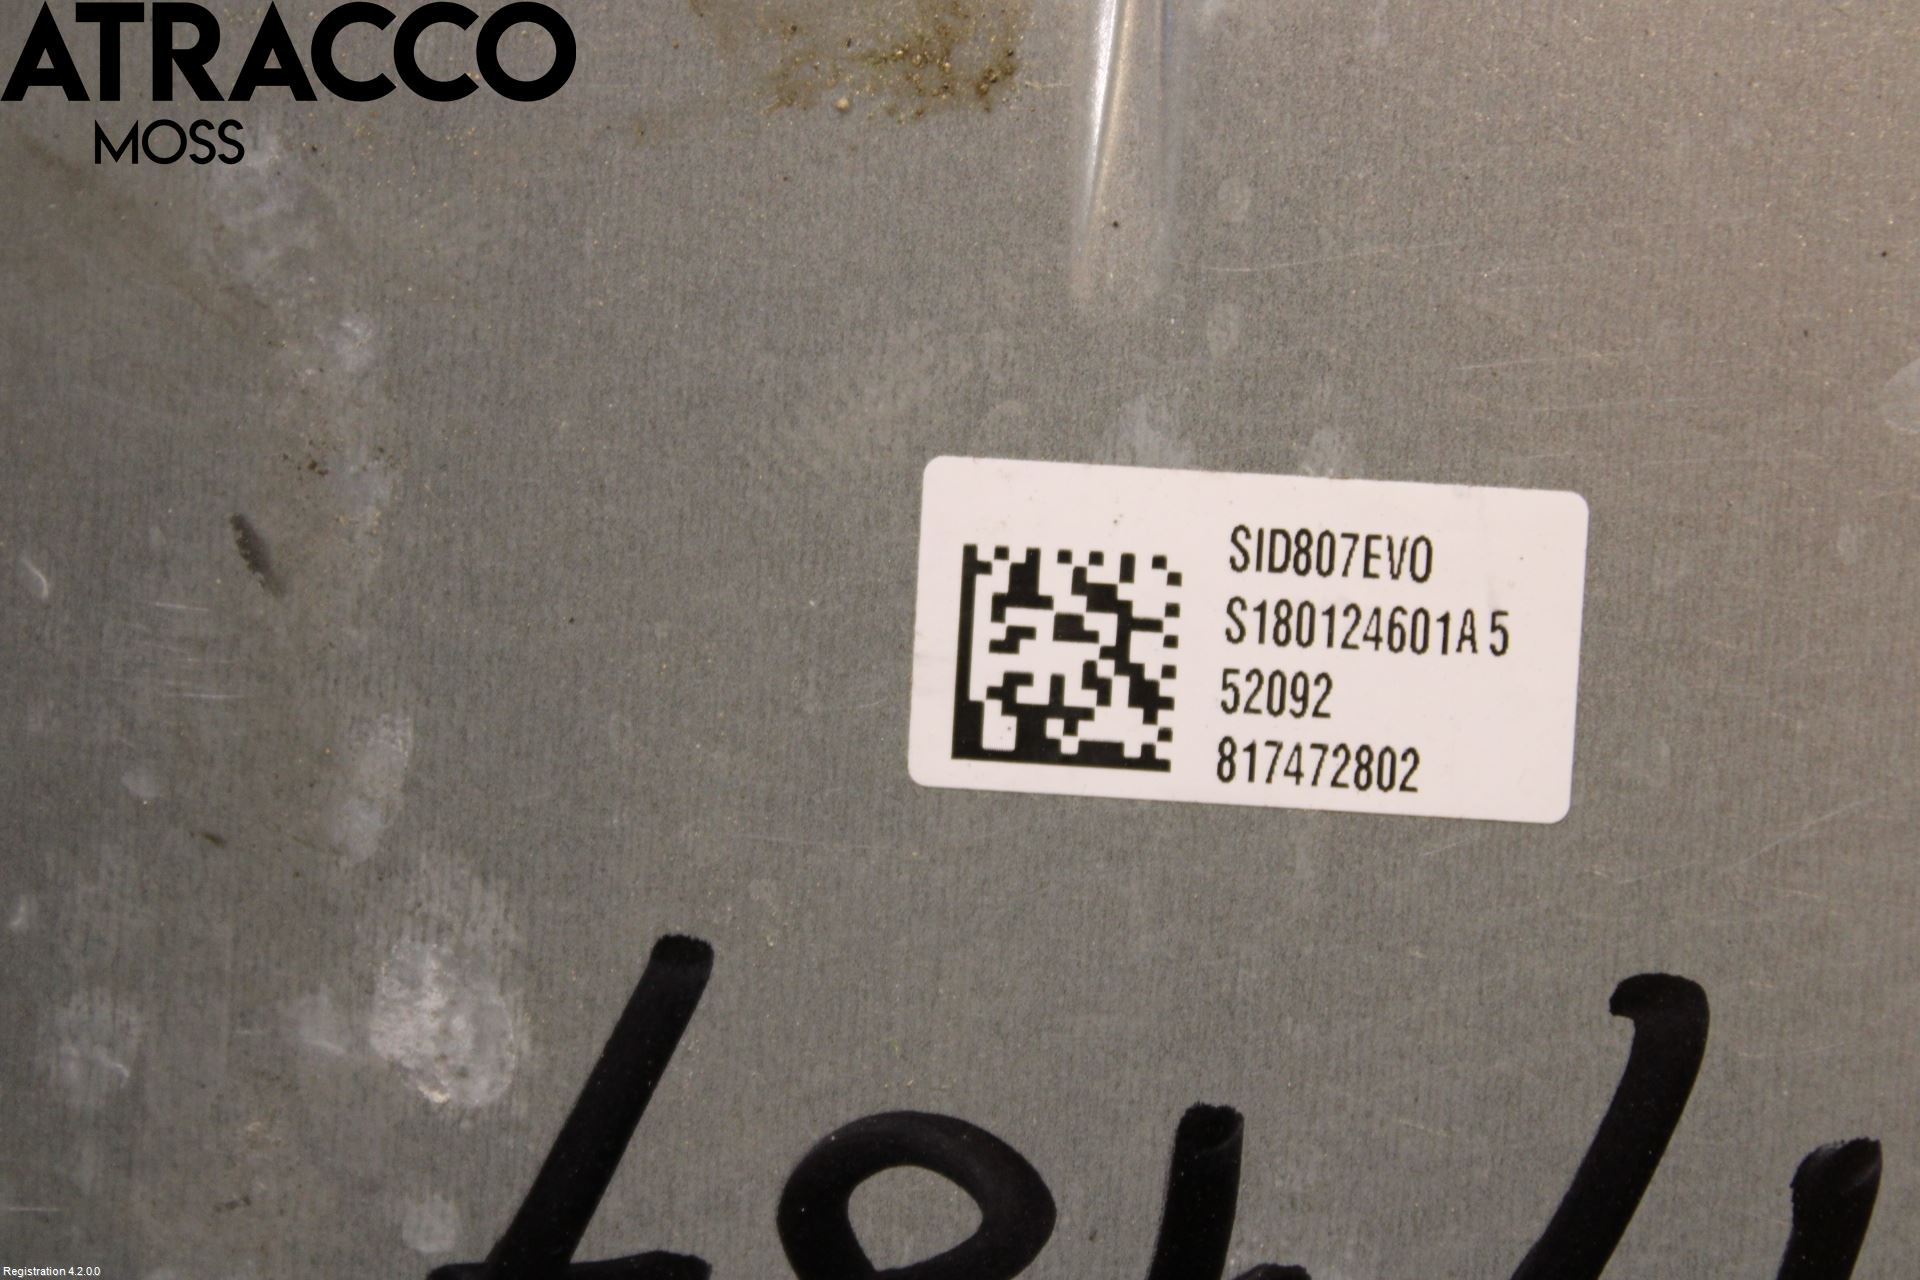 ATRACCO
MOSS
SID807EVO
S180124601A 5
52092
817472802
Registration 4.2.0.0